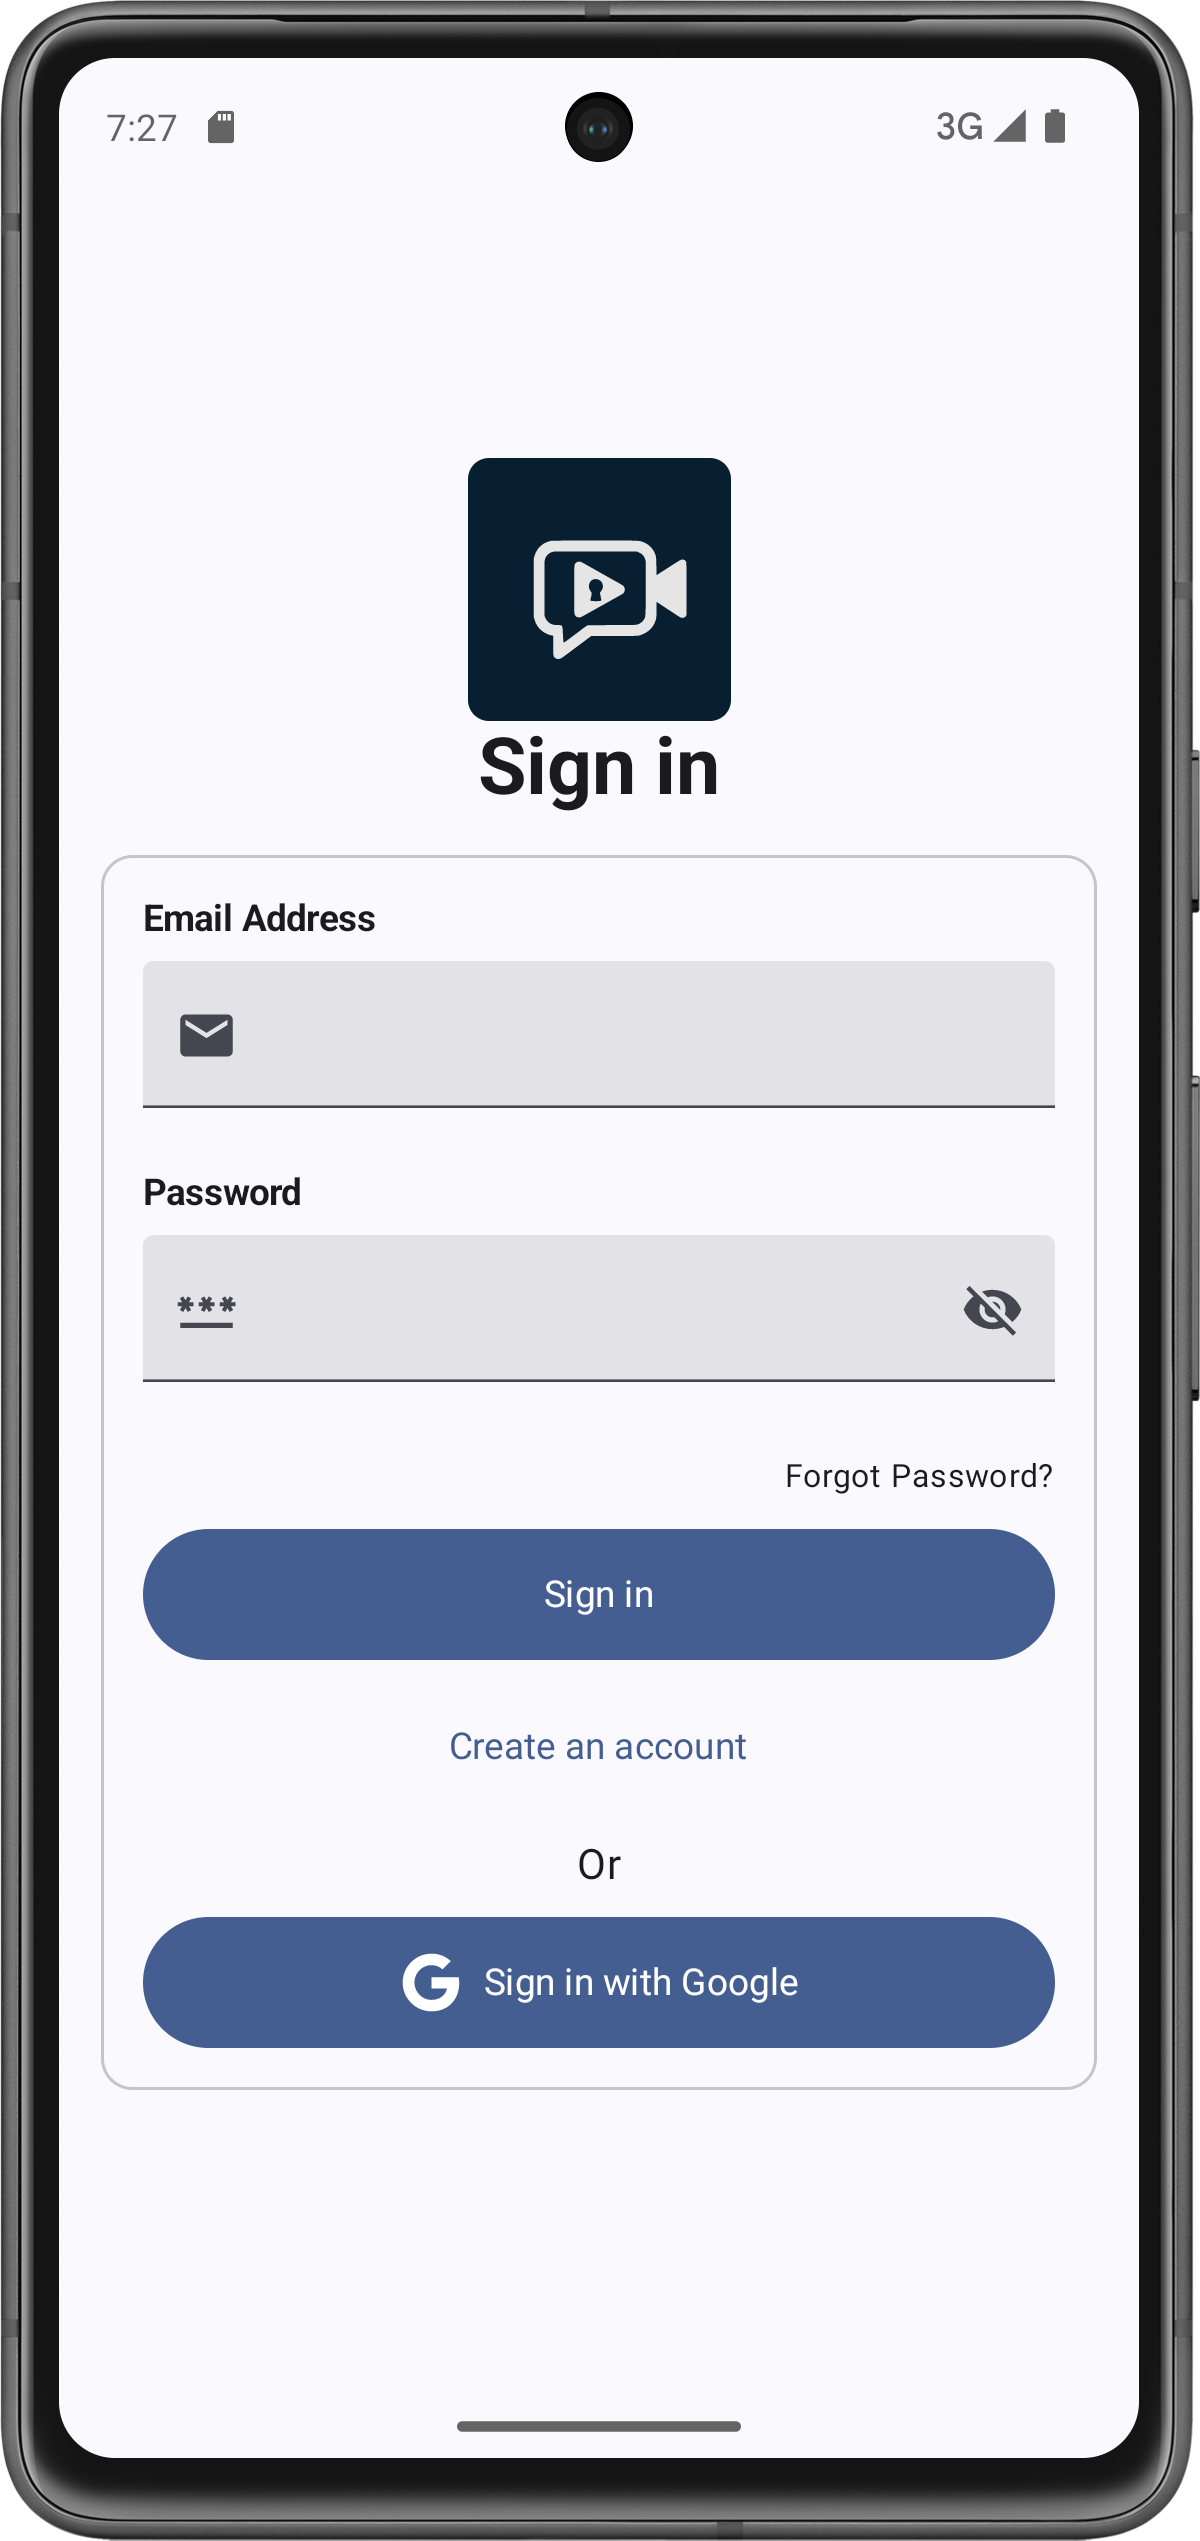 7:27 3G
Sign in
Email Address
Password
***
Forgot Password?
Sign in
Create an account
Or
G Sign in with Google